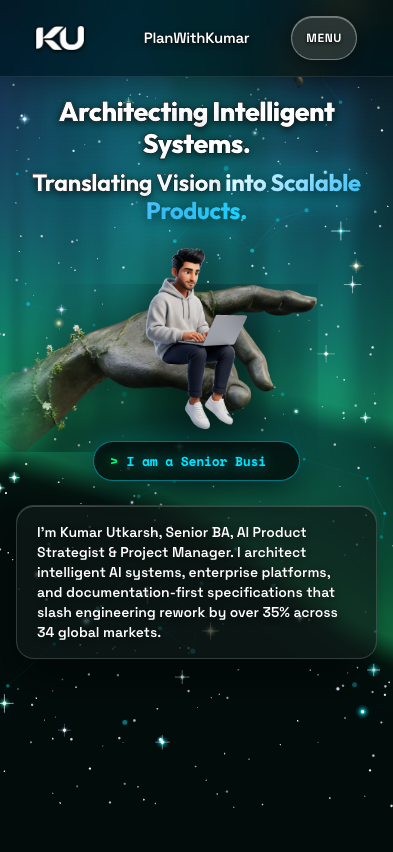 KU
PlanWithKumar
MENU
Architecting Intelligent
Systems.
Translating Vision into Scalable
Products.
> I am a Senior Busi
I'm Kumar Utkarsh, Senior BA, AI Product
Strategist & Project Manager. I architect
intelligent AI systems, enterprise platforms,
and documentation-first specifications that
slash engineering rework by over 35% across
34 global markets.